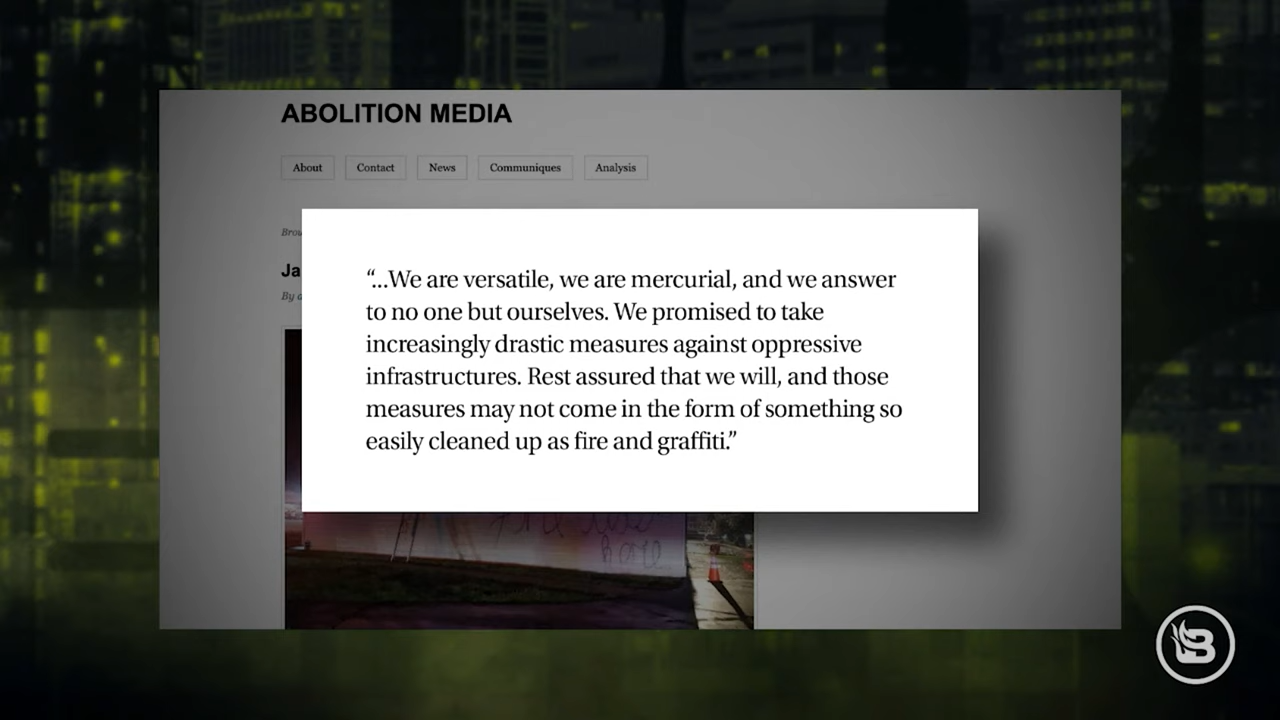 ABOLITION MEDIA
About Contact News Communiques Analysis
Ja
By
“...We are versatile, we are mercurial, and we answer
to no one but ourselves. We promised to take
increasingly drastic measures against oppressive
infrastructures. Rest assured that we will, and those
measures may not come in the form of something so
easily cleaned up as fire and graffiti.”
B